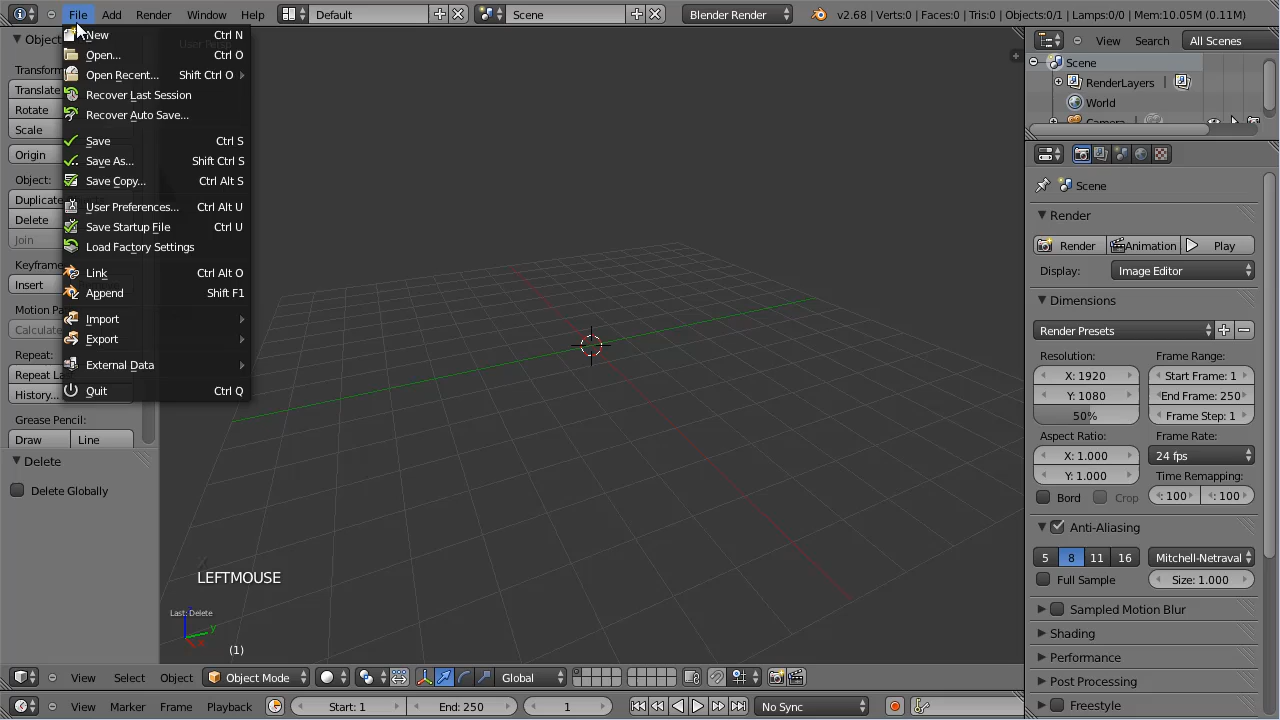 File Add Render Window Help Default Scene Blender Render v2.68 | Verts:0 | Faces:0 | Tris:0 | Objects:0/1 | Lamps:0/0 | Mem:10.05M (0.11M)
New Ctrl N
Open... Ctrl O
Open Recent... Shift Ctrl O
Recover Last Session
Recover Auto Save...
Save Ctrl S
Save As... Shift Ctrl S
Save Copy... Ctrl Alt S
User Preferences... Ctrl Alt U
Save Startup File Ctrl U
Load Factory Settings
Link Ctrl Alt O
Append Shift F1
Import
Export
External Data
Quit Ctrl Q
Object
Transform
Translate
Rotate
Scale
Origin
Object:
Duplicate
Delete
Join
Keyframe
Insert
Motion Pa
Calculate
Repeat:
Repeat La
History...
Grease Pencil:
Draw Line
Delete
Delete Globally
User Persp
LEFTMOUSE
Last: Delete
y
x
(1)
View Select Object Object Mode Global
View Marker Frame Playback Start: 1 End: 250 1 No Sync
View Search All Scenes
Scene
RenderLayers
World
Camera
Scene
Render
Render Animation Play
Display: Image Editor
Dimensions
Render Presets
Resolution: Frame Range:
X: 1920 Start Frame: 1
Y: 1080 End Frame: 250
50% Frame Step: 1
Aspect Ratio: Frame Rate:
X: 1.000 24 fps
Y: 1.000 Time Remapping:
Bord Crop : 100 : 100
Anti-Aliasing
5 8 11 16 Mitchell-Netraval
Full Sample Size: 1.000
Sampled Motion Blur
Shading
Performance
Post Processing
Freestyle